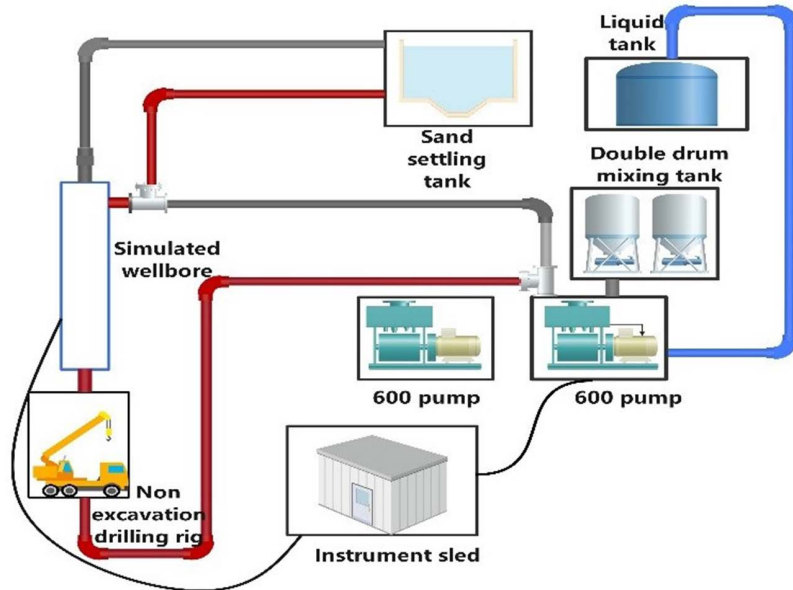 Liquid
tank
Sand
settling
tank
Double drum
mixing tank
Simulated
wellbore
600 pump
600 pump
Non
excavation
drilling rig
Instrument sled